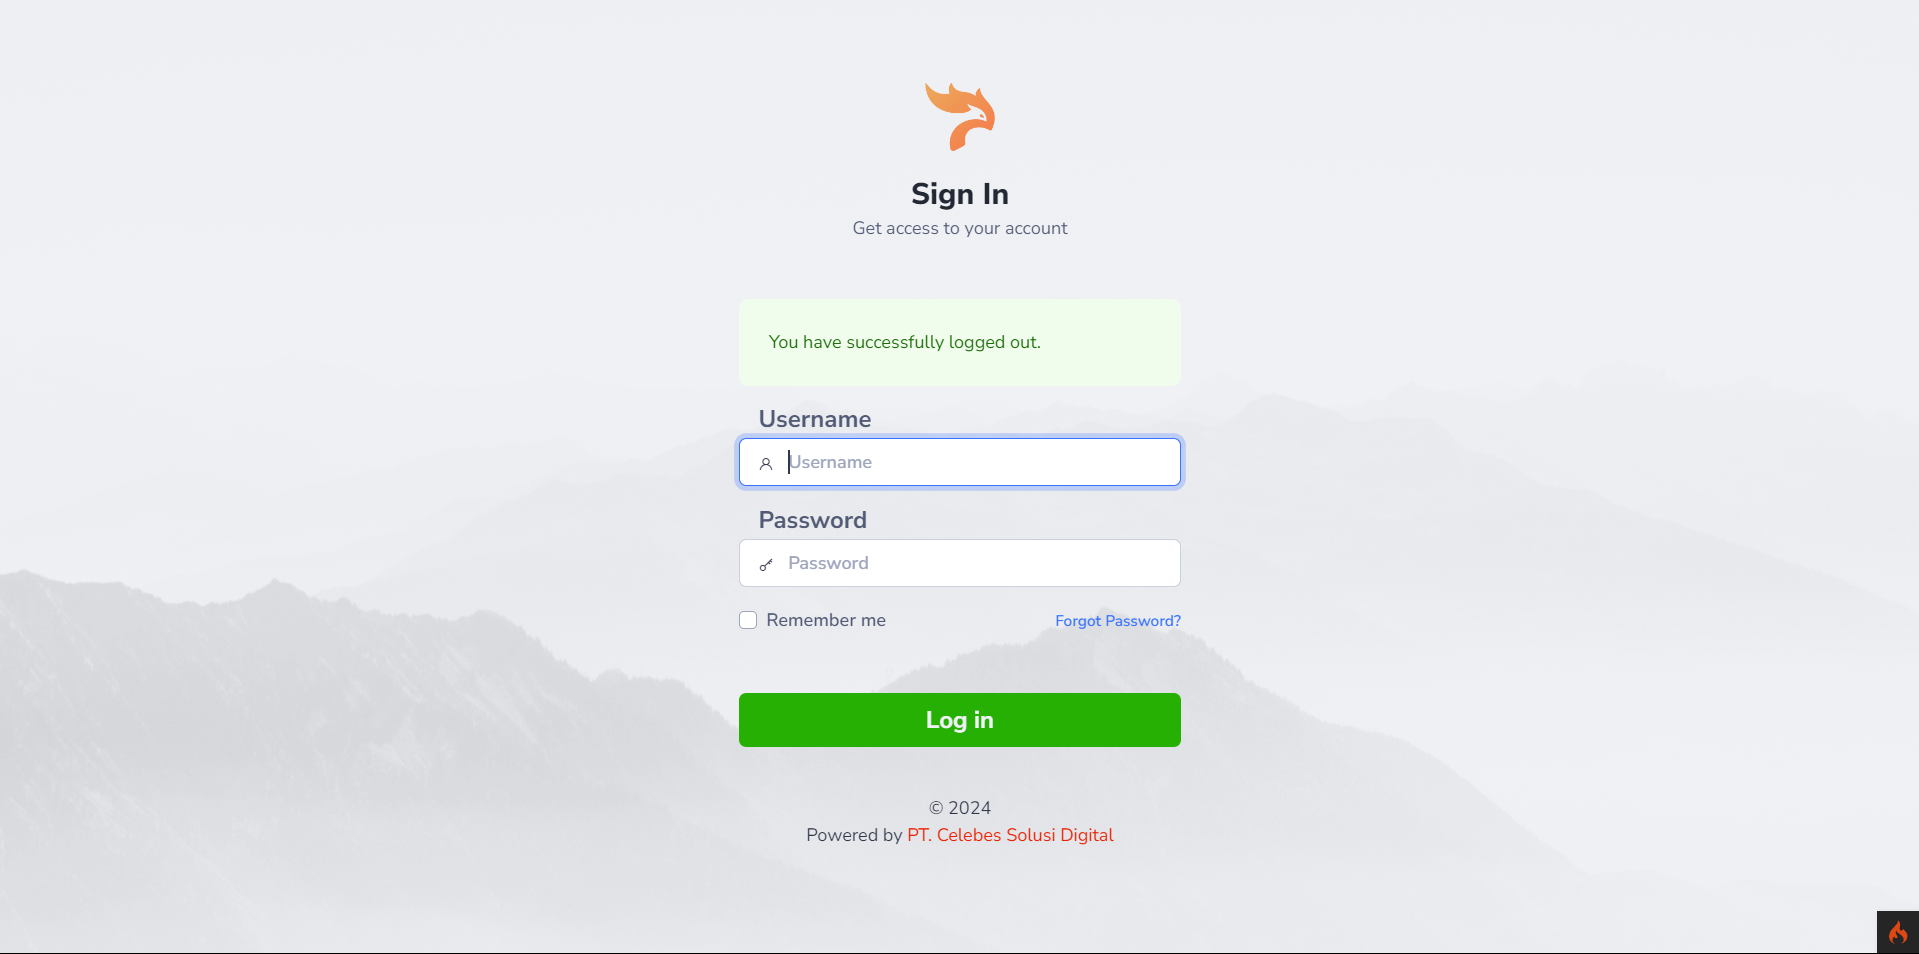 Sign In
Get access to your account
You have successfully logged out.
Username
Username
Password
Password
Remember me
Forgot Password?
Log in
© 2024
Powered by PT. Celebes Solusi Digital